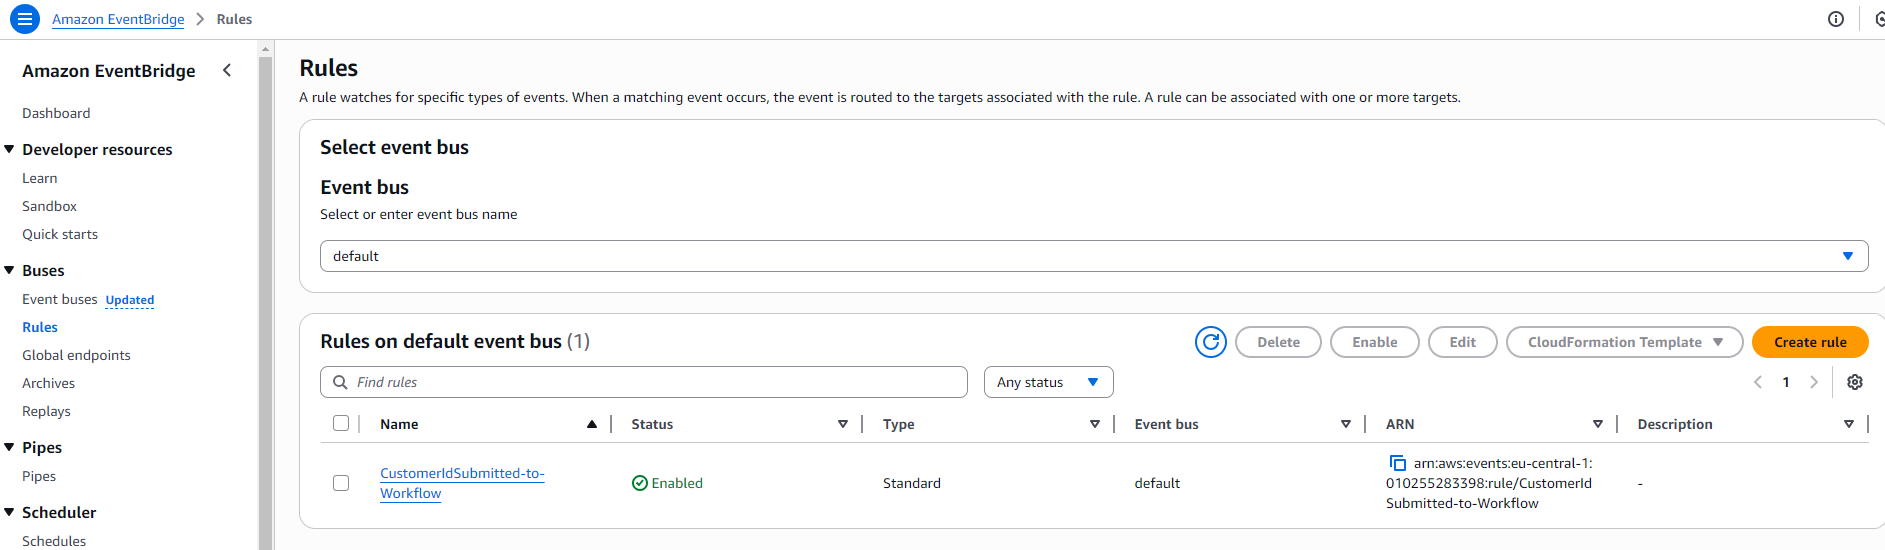 Amazon EventBridge > Rules
Amazon EventBridge
Dashboard
Developer resources
Learn
Sandbox
Quick starts
Buses
Event buses Updated
Rules
Global endpoints
Archives
Replays
Pipes
Pipes
Scheduler
Schedules
Rules
A rule watches for specific types of events. When a matching event occurs, the event is routed to the targets associated with the rule. A rule can be associated with one or more targets.
Select event bus
Event bus
Select or enter event bus name
default
Rules on default event bus (1)
Delete Enable Edit CloudFormation Template Create rule
Find rules Any status 1
Name Status Type Event bus ARN Description
CustomerIdSubmitted-to-
Workflow
Enabled
Standard
default
arn:aws:events:eu-central-1:
010255283398:rule/CustomerId
Submitted-to-Workflow
-